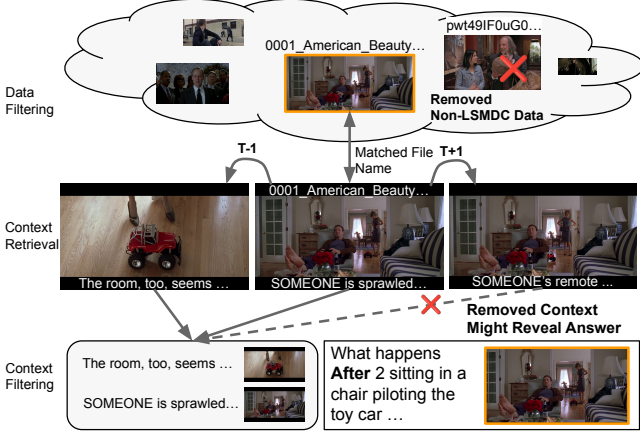 0001_American_Beauty…
pwt49IF0uG0…
Data
Filtering
Removed
Non-LSMDC Data
T-1
Matched File
Name
T+1
0001_American_Beauty…
Context
Retrieval
The room, too, seems …
SOMEONE is sprawled…
SOMEONE's remote ...
Removed Context
Might Reveal Answer
Context
Filtering
The room, too, seems …
SOMEONE is sprawled…
What happens
After 2 sitting in a
chair piloting the
toy car …